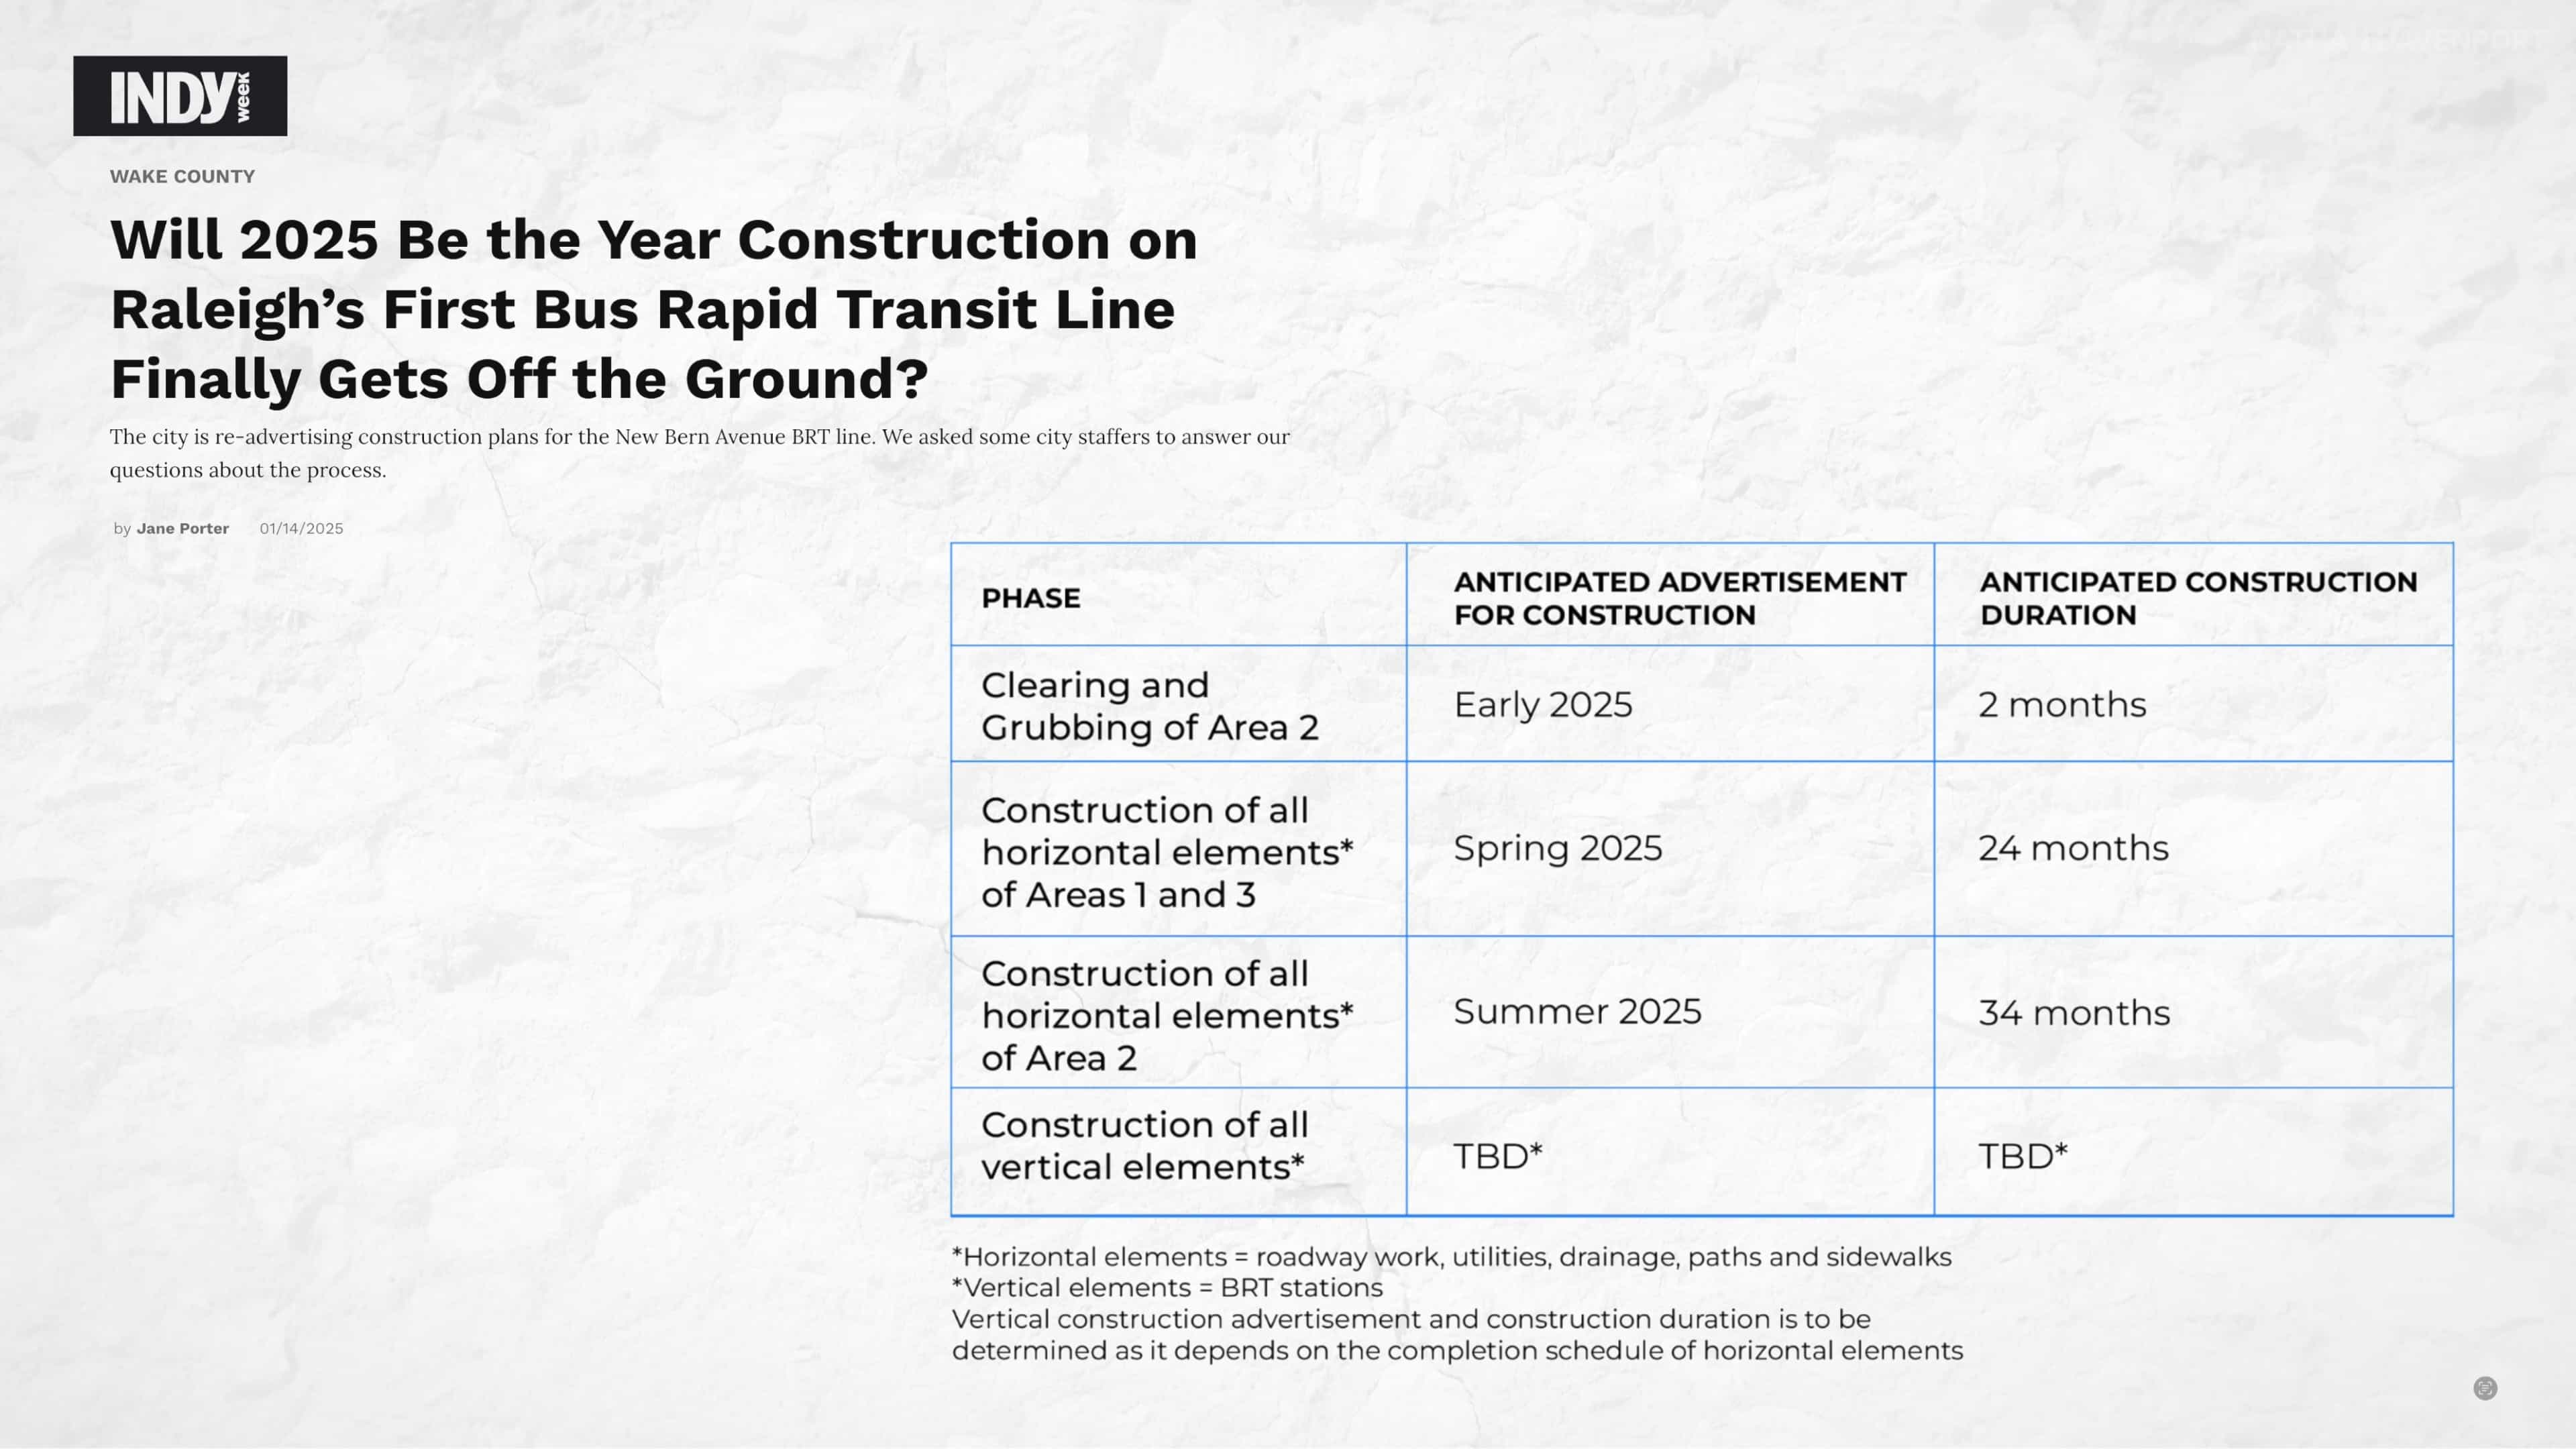 INDY week
WAKE COUNTY
Will 2025 Be the Year Construction on
Raleigh’s First Bus Rapid Transit Line
Finally Gets Off the Ground?
The city is re-advertising construction plans for the New Bern Avenue BRT line. We asked some city staffers to answer our
questions about the process.
by Jane Porter 01/14/2025
PHASE
ANTICIPATED ADVERTISEMENT
FOR CONSTRUCTION
ANTICIPATED CONSTRUCTION
DURATION
Clearing and
Grubbing of Area 2
Early 2025
2 months
Construction of all
horizontal elements*
of Areas 1 and 3
Spring 2025
24 months
Construction of all
horizontal elements*
of Area 2
Summer 2025
34 months
Construction of all
vertical elements*
TBD*
TBD*
*Horizontal elements = roadway work, utilities, drainage, paths and sidewalks
*Vertical elements = BRT stations
Vertical construction advertisement and construction duration is to be
determined as it depends on the completion schedule of horizontal elements